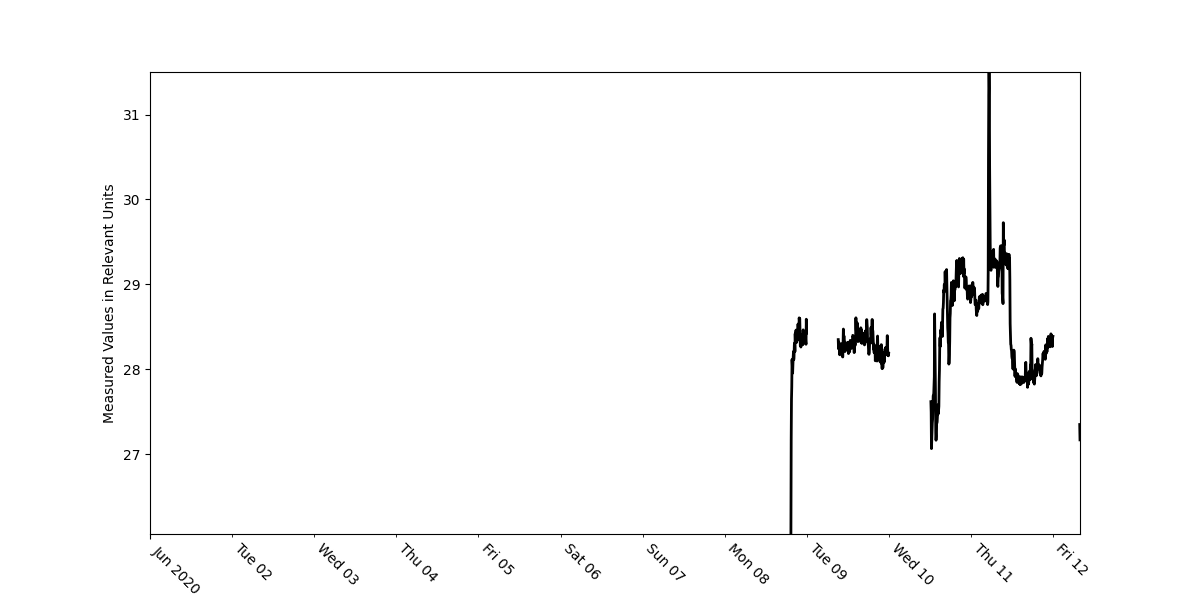 Measured Values in Relevant Units
31
30
29
28
27
Jun 2020
Tue 02
Wed 03
Thu 04
Fri 05
Sat 06
Sun 07
Mon 08
Tue 09
Wed 10
Thu 11
Fri 12